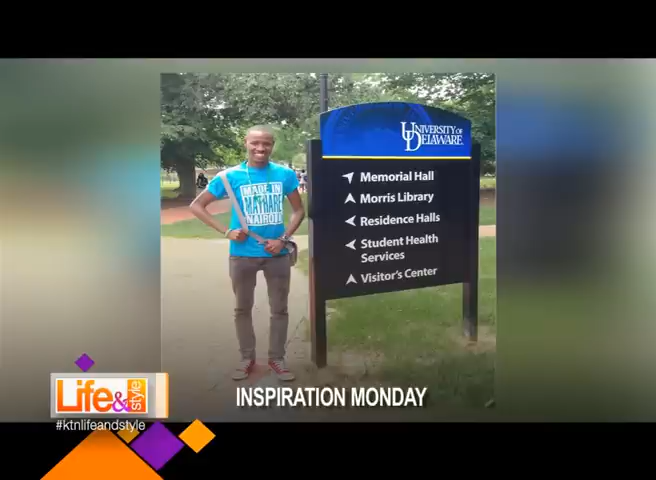 UNIVERSITY OF
DELAWARE
Memorial Hall
Morris Library
Residence Halls
Student Health
Services
Visitor's Center
MADE IN
MATHARE
NAIROBI
INSPIRATION MONDAY
Life & style
#ktnlifeandstyle